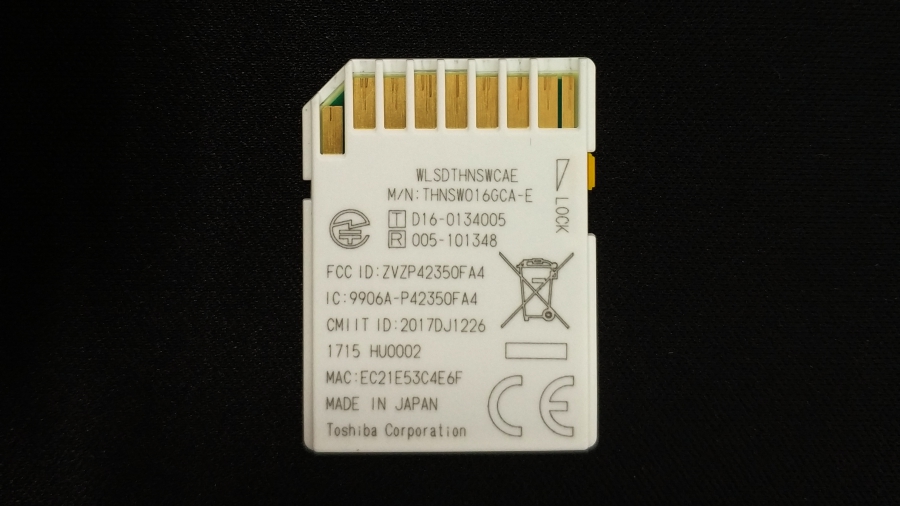 WLSDTHNSWCAE
M/N:THNSW016GCA-E
LOCK
T D16-0134005
R 005-101348
FCC ID:ZVZP42350FA4
IC:9906A-P42350FA4
CMIIT ID:2017DJ1226
1715 HU0002
MAC:EC21E53C4E6F
MADE IN JAPAN
CE
Toshiba Corporation